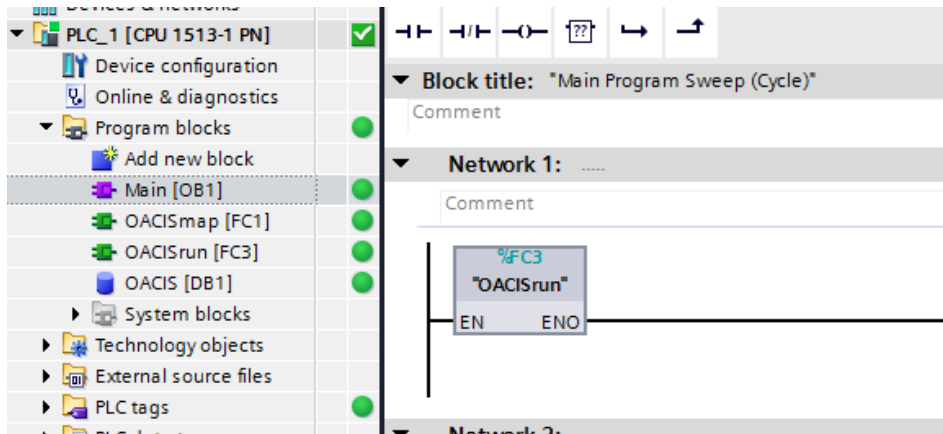 PLC_1 [CPU 1513-1 PN]
Device configuration
Online & diagnostics
Program blocks
Add new block
Main [OB1]
OACISmap [FC1]
OACISrun [FC3]
OACIS [DB1]
System blocks
Technology objects
External source files
PLC tags
??
Block title: "Main Program Sweep (Cycle)"
Comment
Network 1: .....
Comment
%FC3
"OACISrun"
EN ENO